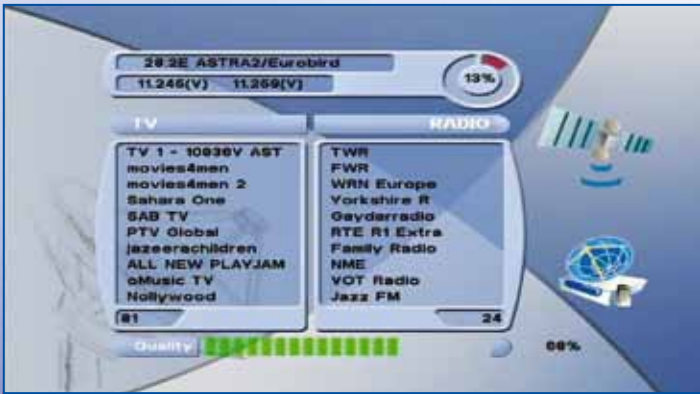 28.2E ASTRA2/Eurobird
11.245(V) 11.259(V)
13%
TV
RADIO
TV 1 - 10936V AST
movies4men
movies4men 2
Sahara One
SAB TV
PTV Global
jazeerachildren
ALL NEW PLAYJAM
oMusic TV
Nollywood
81
TWR
FWR
WRN Europe
Yorkshire R
Gaydarradio
RTE R1 Extra
Family Radio
NME
VOT Radio
Jazz FM
24
Quality
68%